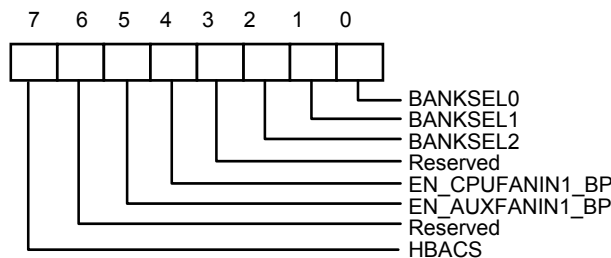 7 6 5 4 3 2 1 0
BANKSEL0
BANKSEL1
BANKSEL2
Reserved
EN_CPUFANIN1_BP
EN_AUXFANIN1_BP
Reserved
HBACS